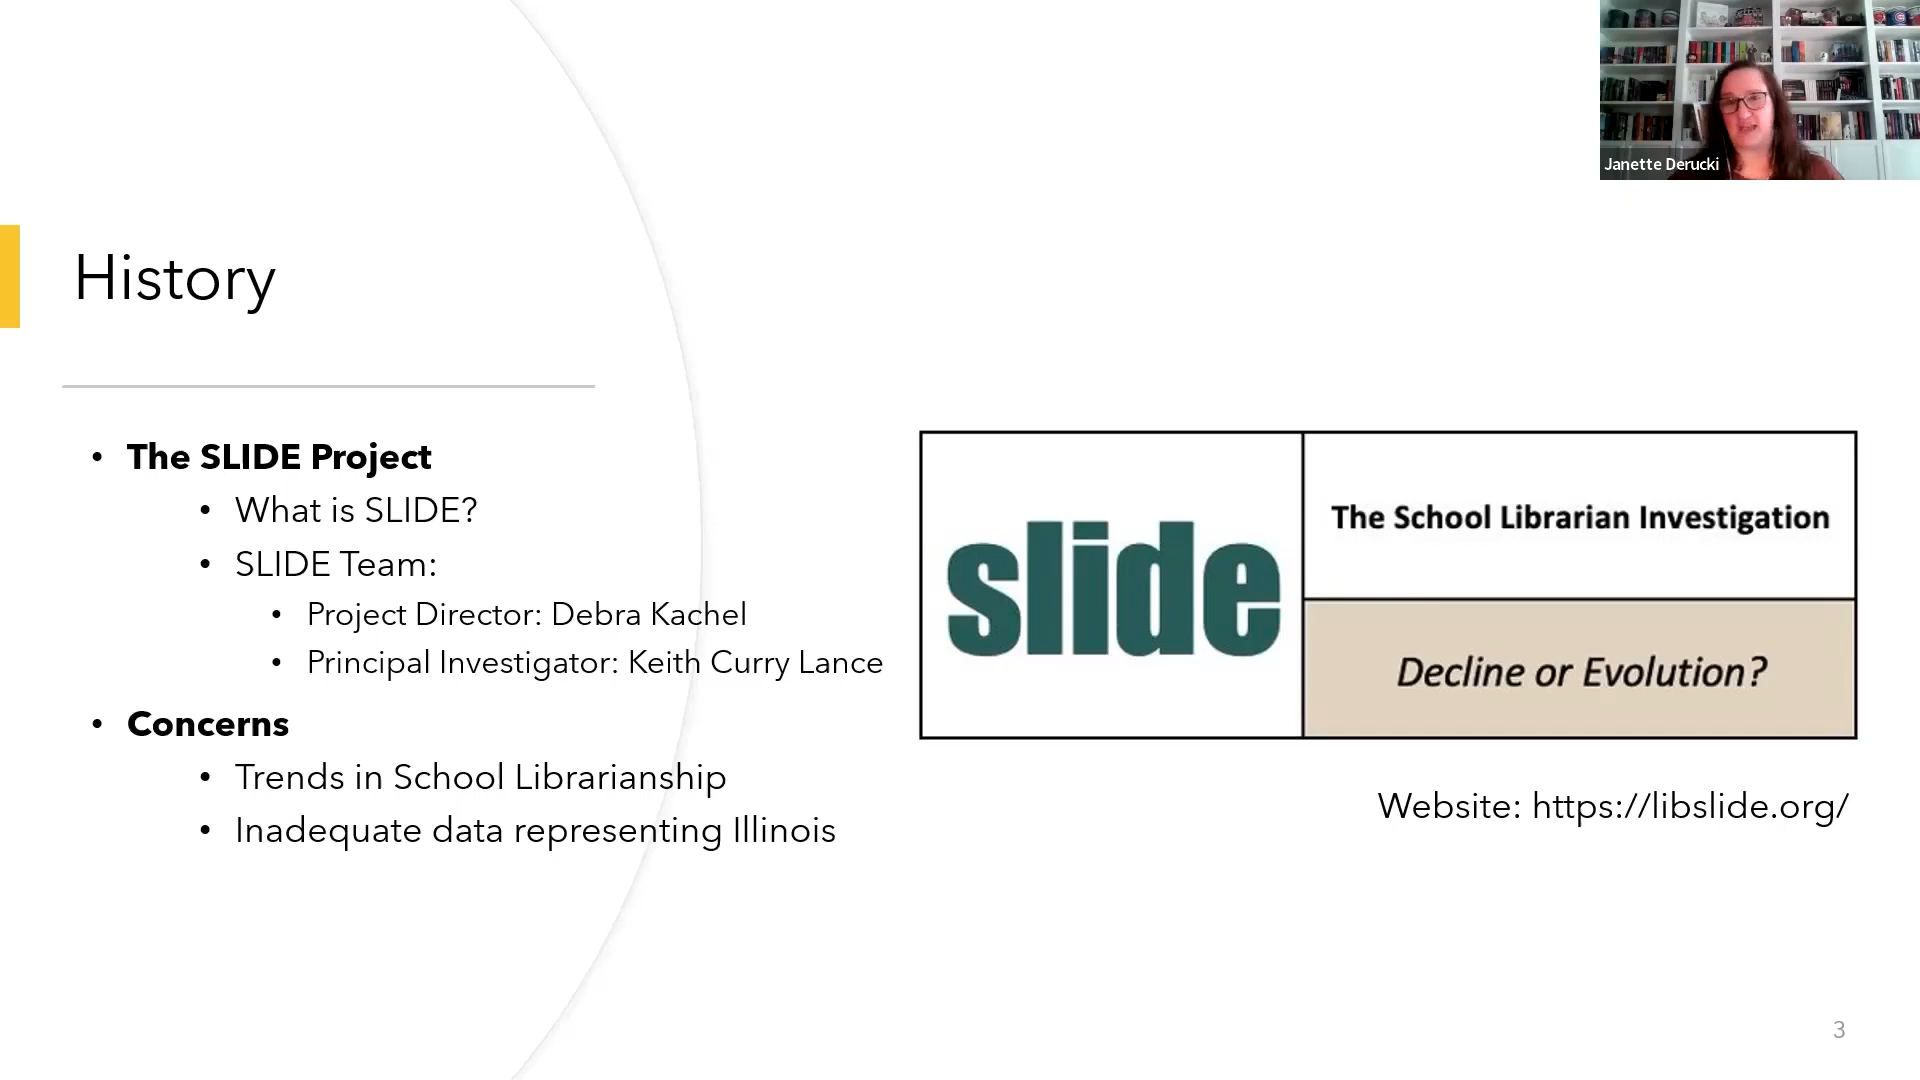 Janette Derucki
History
• The SLIDE Project
• What is SLIDE?
• SLIDE Team:
• Project Director: Debra Kachel
• Principal Investigator: Keith Curry Lance
• Concerns
• Trends in School Librarianship
• Inadequate data representing Illinois
slide
The School Librarian Investigation
Decline or Evolution?
Website: https://libslide.org/
3